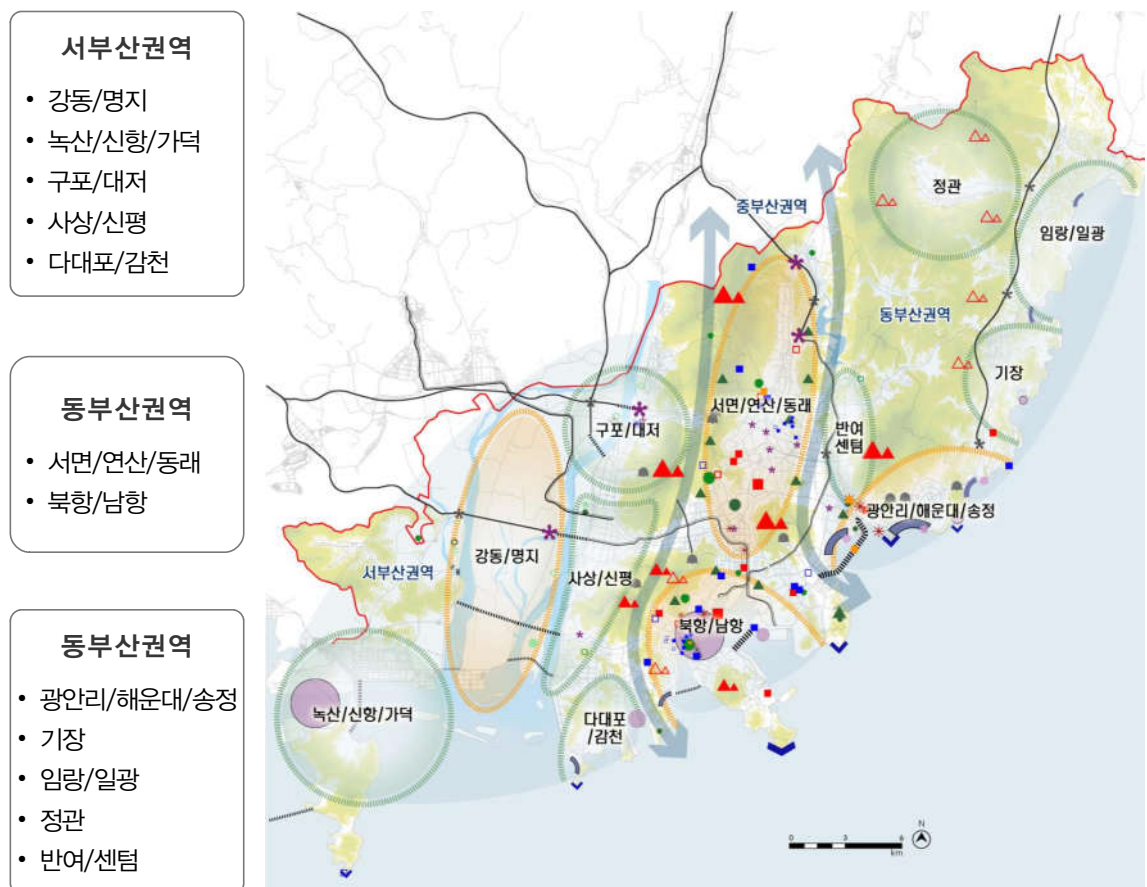 서부산권역
• 강동/명지
• 녹산/신항/가덕
• 구포/대저
• 사상/신평
• 다대포/감천
동부산권역
• 서면/연산/동래
• 북항/남항
동부산권역
• 광안리/해운대/송정
• 기장
• 임랑/일광
• 정관
• 반여/센텀
정관
중부산권역
임랑/일광
동부산권역
기장
서면/연산/동래
구포/대저
반여
센텀
광안리/해운대/송정
강동/명지
서부산권역
사상/신평
북항/남항
녹산/신항/가덕
다대포
/감천
N
0 3 6
km